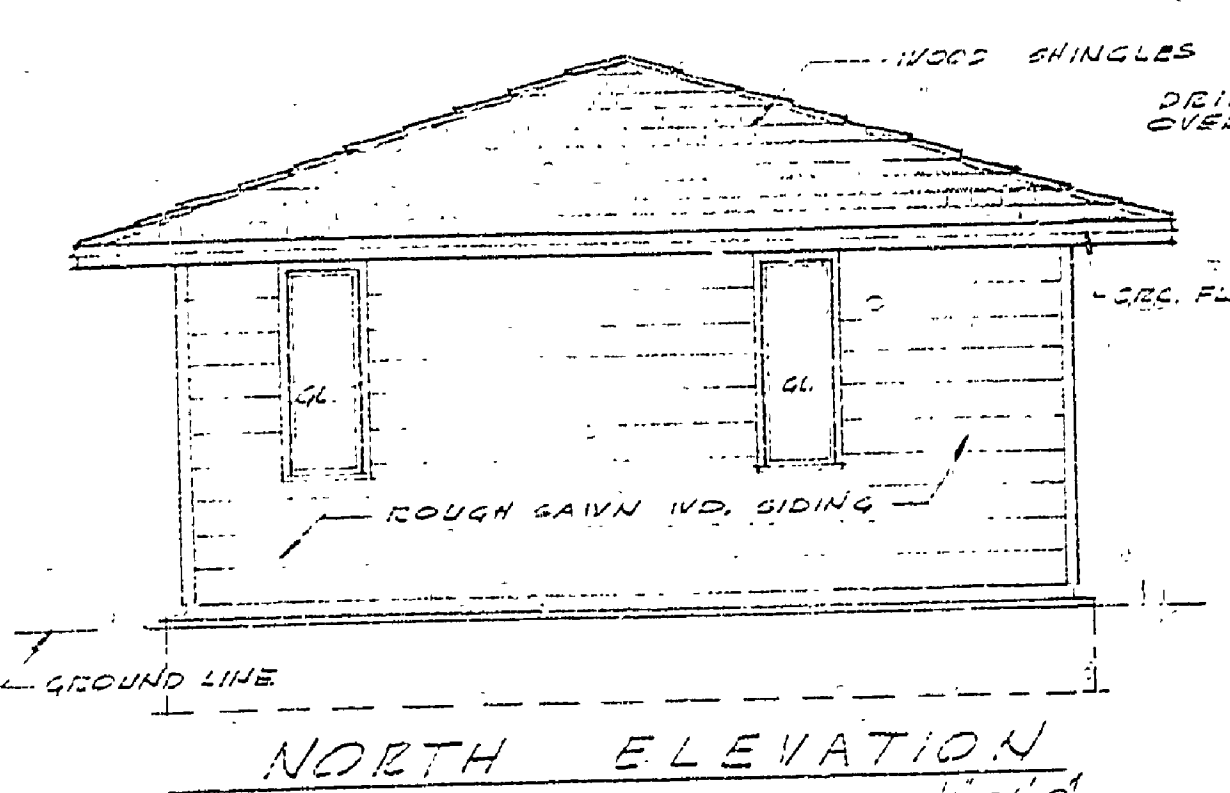 WOOD SHINGLES
GL.
GL.
ROUGH SAWN WD. SIDING
GROUND LINE
NORTH ELEVATION